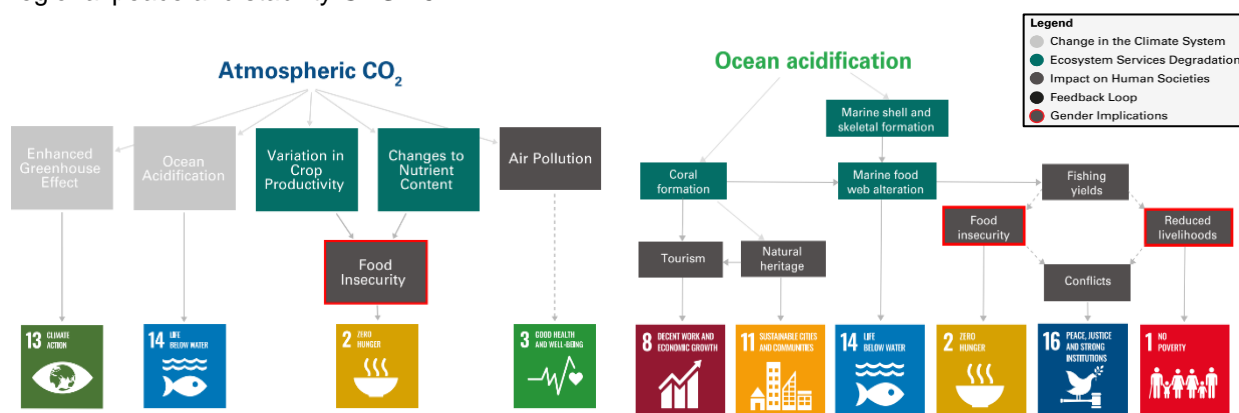 Legend
Change in the Climate System
Ecosystem Services Degradation
Impact on Human Societies
Feedback Loop
Gender Implications
Atmospheric CO₂
Enhanced
Greenhouse
Effect
Ocean
Acidification
Variation in
Crop
Productivity
Changes to
Nutrient
Content
Air Pollution
Food
Insecurity
13 CLIMATE
ACTION
14 LIFE
BELOW WATER
2 ZERO
HUNGER
3 GOOD HEALTH
AND WELL-BEING
Ocean acidification
Marine shell and
skeletal formation
Coral
formation
Marine food
web alteration
Fishing
yields
Food
insecurity
Reduced
livelihoods
Tourism
Natural
heritage
Conflicts
8 DECENT WORK AND
ECONOMIC GROWTH
11 SUSTAINABLE CITIES
AND COMMUNITIES
14 LIFE
BELOW WATER
2 ZERO
HUNGER
16 PEACE, JUSTICE
AND STRONG
INSTITUTIONS
1 NO
POVERTY